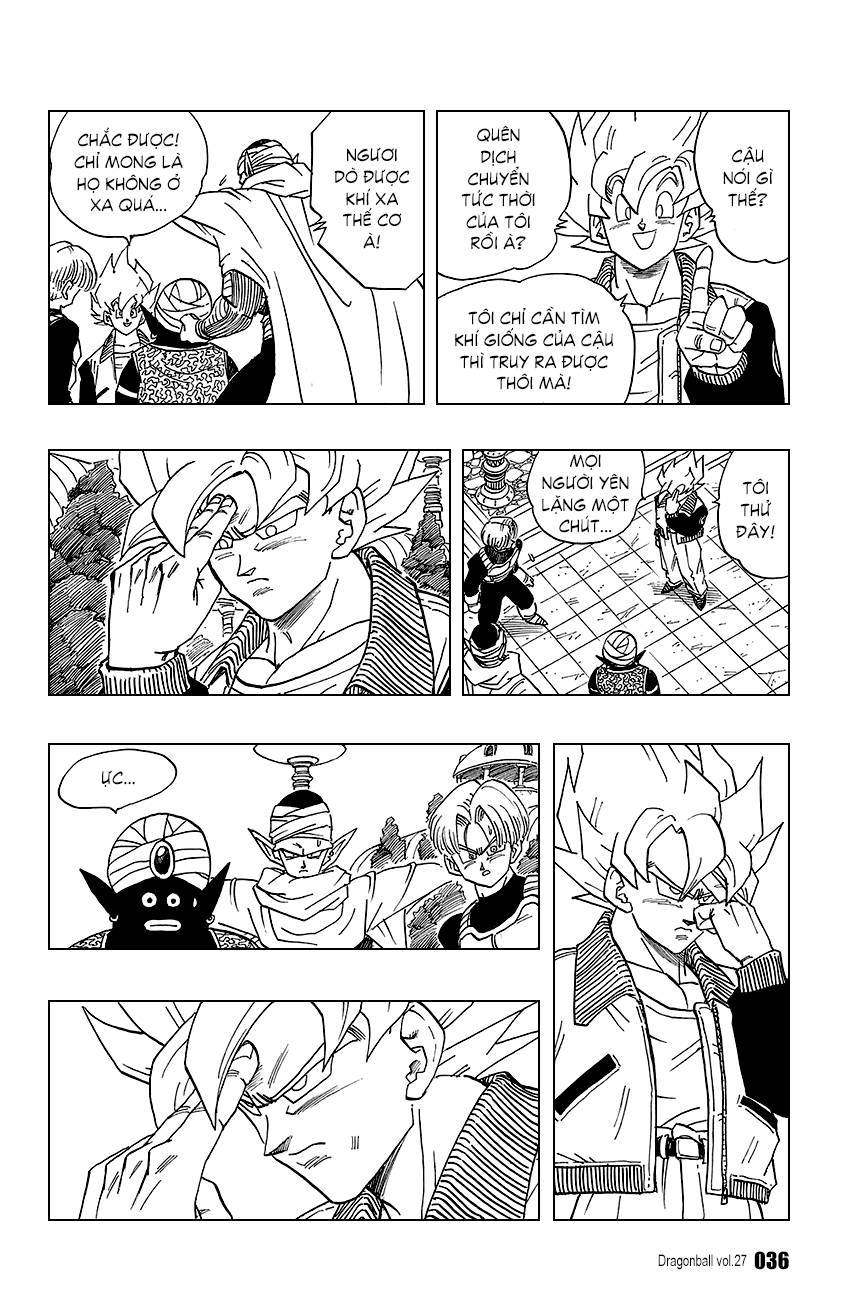 CẬU
NÓI GÌ
THẾ?
QUÊN
DỊCH
CHUYỂN
TỨC THỜI
CỦA TÔI
RỒI À?
TÔI CHỈ CẦN TÌM
KHÍ GIỐNG CỦA CẬU
THÌ TRUY RA ĐƯỢC
THÔI MÀ!
NGƯƠI
DÒ ĐƯỢC
KHÍ XA
THẾ CƠ
À!
CHẮC ĐƯỢC!
CHỈ MONG LÀ
HỌ KHÔNG Ở
XA QUÁ...
TÔI
THỬ
ĐÂY!
MỌI
NGƯỜI YÊN
LẶNG MỘT
CHÚT...
ỰC...
Dragonball vol.27 036